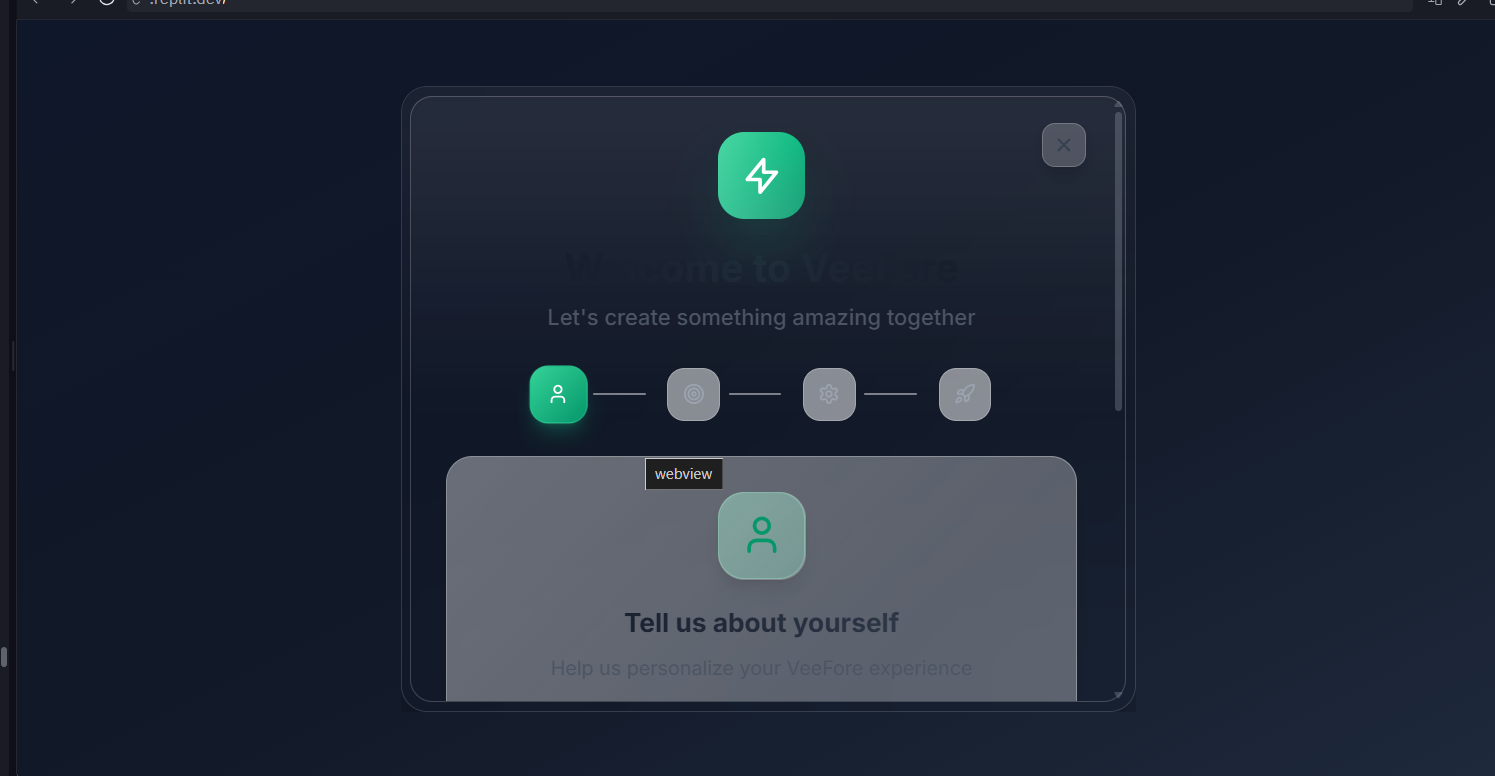 .replit.dev/
Welcome to VeeFore
Let's create something amazing together
webview
Tell us about yourself
Help us personalize your VeeFore experience